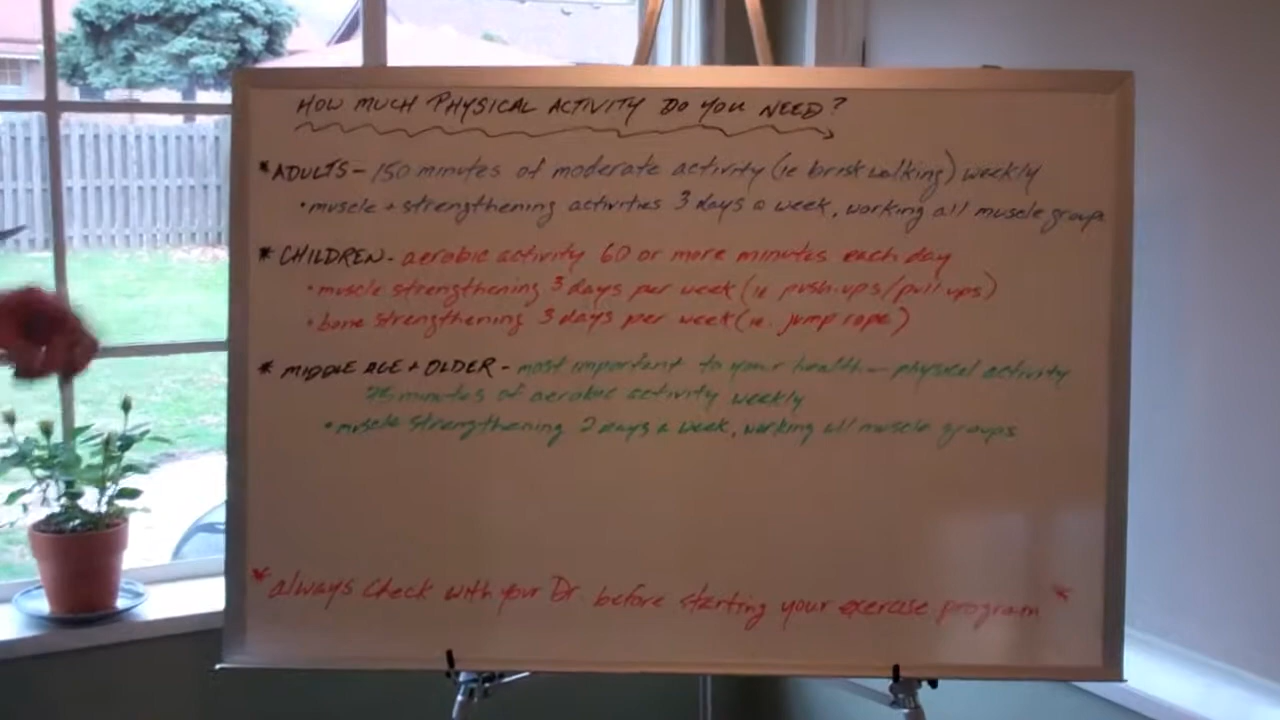 HOW MUCH PHYSICAL ACTIVITY DO YOU NEED?
* ADULTS - 150 minutes of moderate activity (ie brisk walking) weekly
• muscle + strengthening activities 3 days a week, working all muscle groups
* CHILDREN - aerobic activity 60 or more minutes each day
• muscle strengthening 3 days per week (ie push-ups/pull ups)
• bone strengthening 3 days per week (ie. jump rope)
* MIDDLE AGE + OLDER - most important to your health - physical activity
75 minutes of aerobic activity weekly
• muscle strengthening 2 days a week, working all muscle groups
* always check with your Dr. before starting your exercise program *